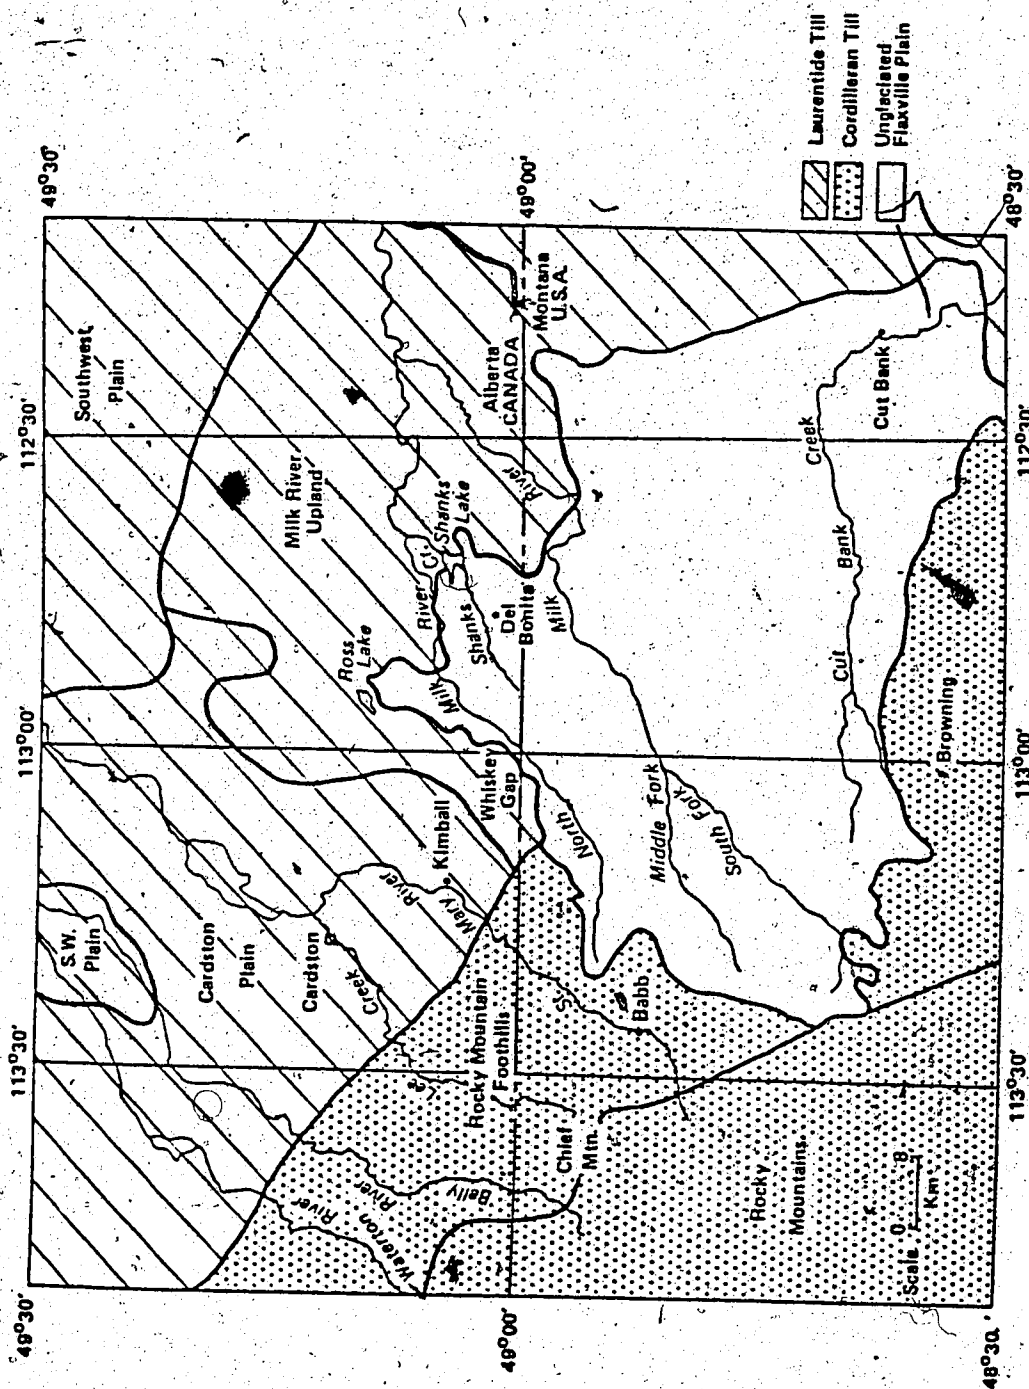 49°30'
49°00'
48°30'
113°30'
113°00'
112°30'
49°30'
49°00'
48°30'
113°30'
113°00'
112°30'
S.W.
Plain
Southwest
Plain
Cardston
Plain
Cardston
Creek
Lee
Milk River
Upland
Ross
Lake
River
Milk
Ct.
Shanks
Lake
Shanks
Del
Bonita
Whiskey
Gap
Kimball
St.
Mary
River
Waterton
River
Belly
River
Rocky Mountain
Foothills
Chief
Mtn.
Babb
Alberta
CANADA
Montana
U.S.A.
River
Milk
North
Middle Fork
South Fork
Cut
Bank
Creek
Cut Bank
Browning
Rocky
Mountains
Scale
0 8
Km
Laurentide Till
Cordilleran Till
Unglaciated
Flaxville Plain